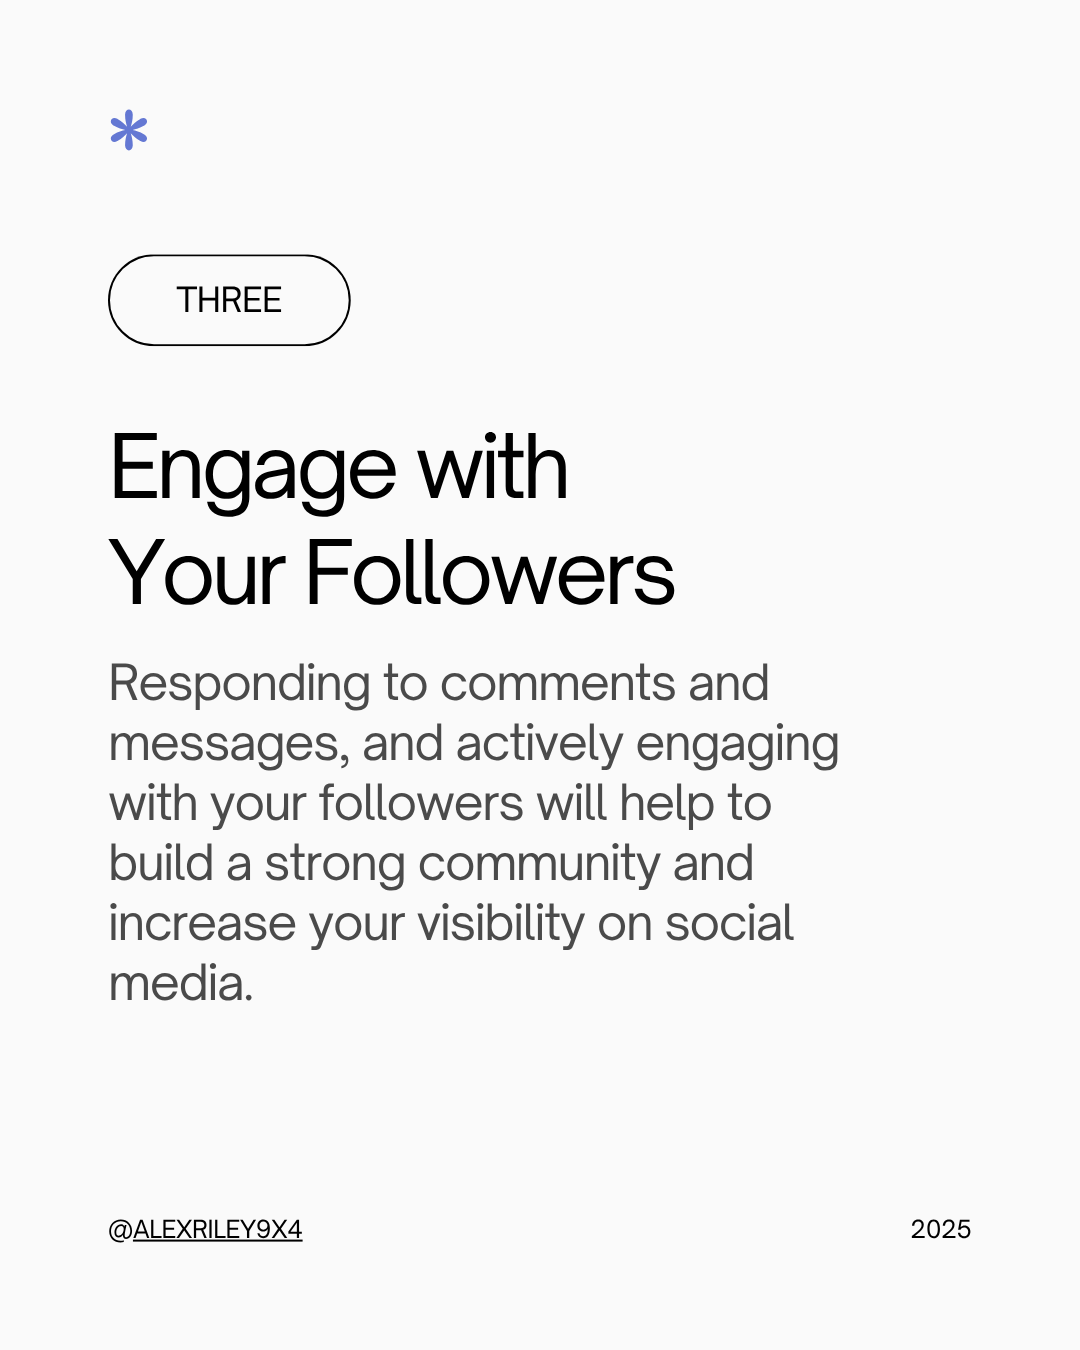 *
THREE
Engage with
Your Followers
Responding to comments and
messages, and actively engaging
with your followers will help to
build a strong community and
increase your visibility on social
media.
@ALEXRILEY9X4
2025